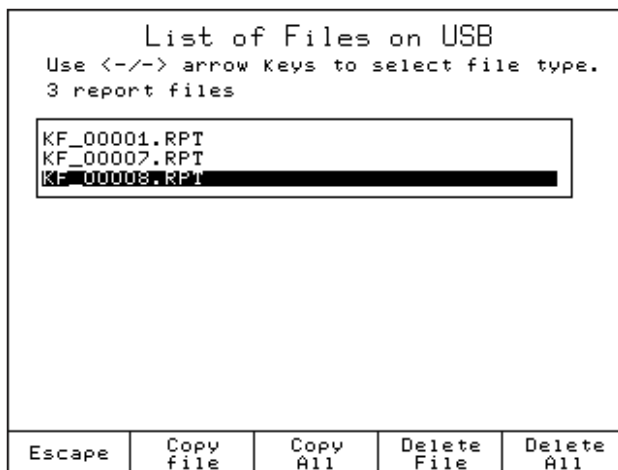 List of Files on USB
Use <-/-> arrow Keys to select file type.
3 report files
KF_00001.RPT
KF_00007.RPT
KF_00008.RPT
Escape
Copy
file
Copy
All
Delete
File
Delete
All